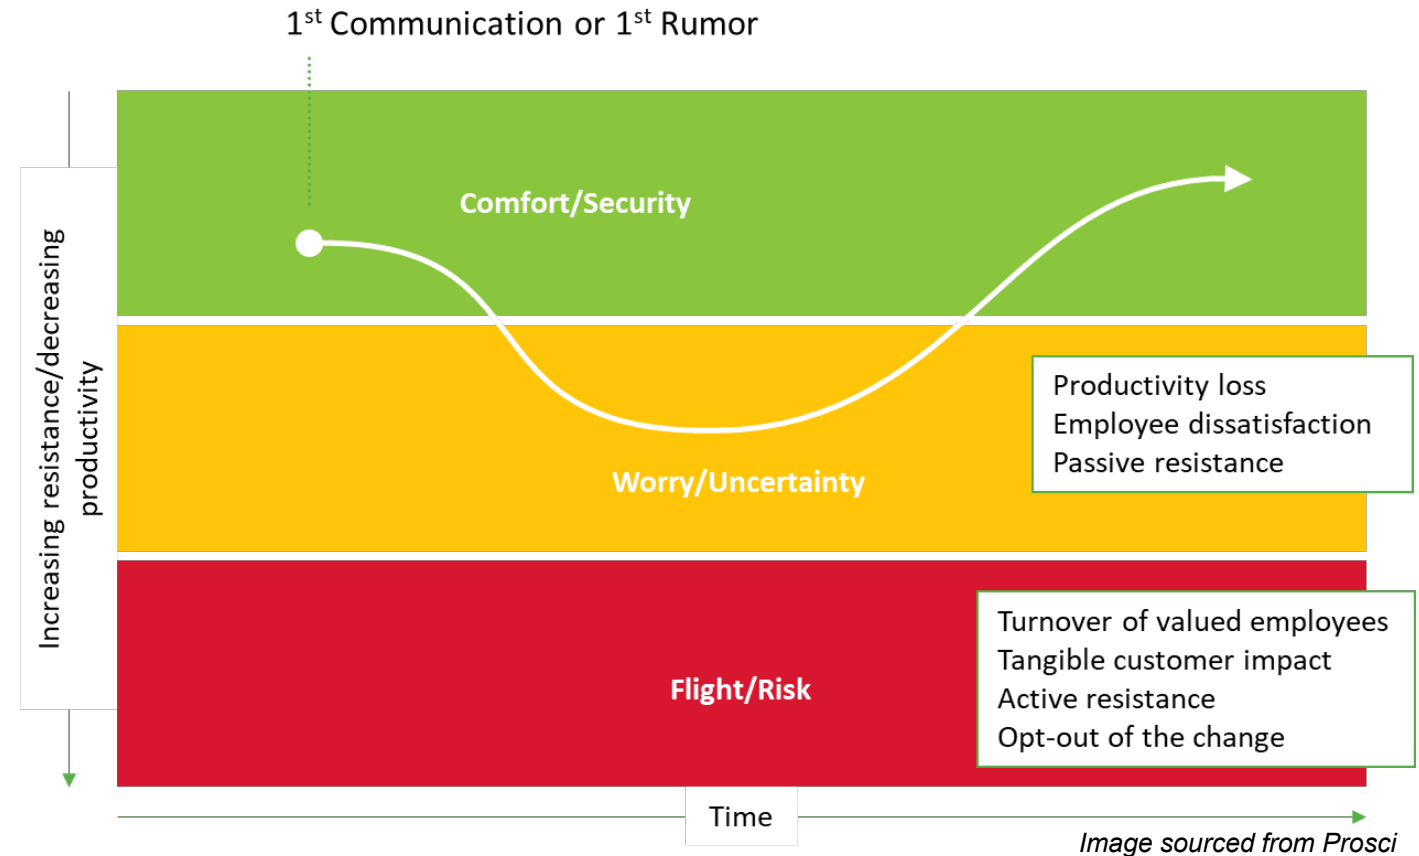 1st Communication or 1st Rumor
Comfort/Security
Increasing resistance/decreasing
productivity
Productivity loss
Employee dissatisfaction
Passive resistance
Worry/Uncertainty
Turnover of valued employees
Tangible customer impact
Active resistance
Opt-out of the change
Flight/Risk
Time
Image sourced from Prosci